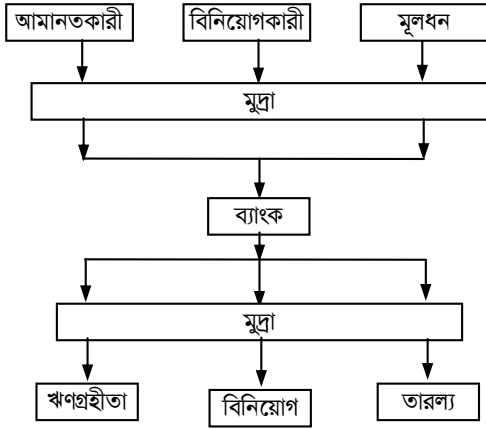 আমানতকারী বিনিয়োগকারী মূলধন
মুদ্রা
ব্যাংক
মুদ্রা
ঋণগ্রহীতা বিনিয়োগ তারল্য